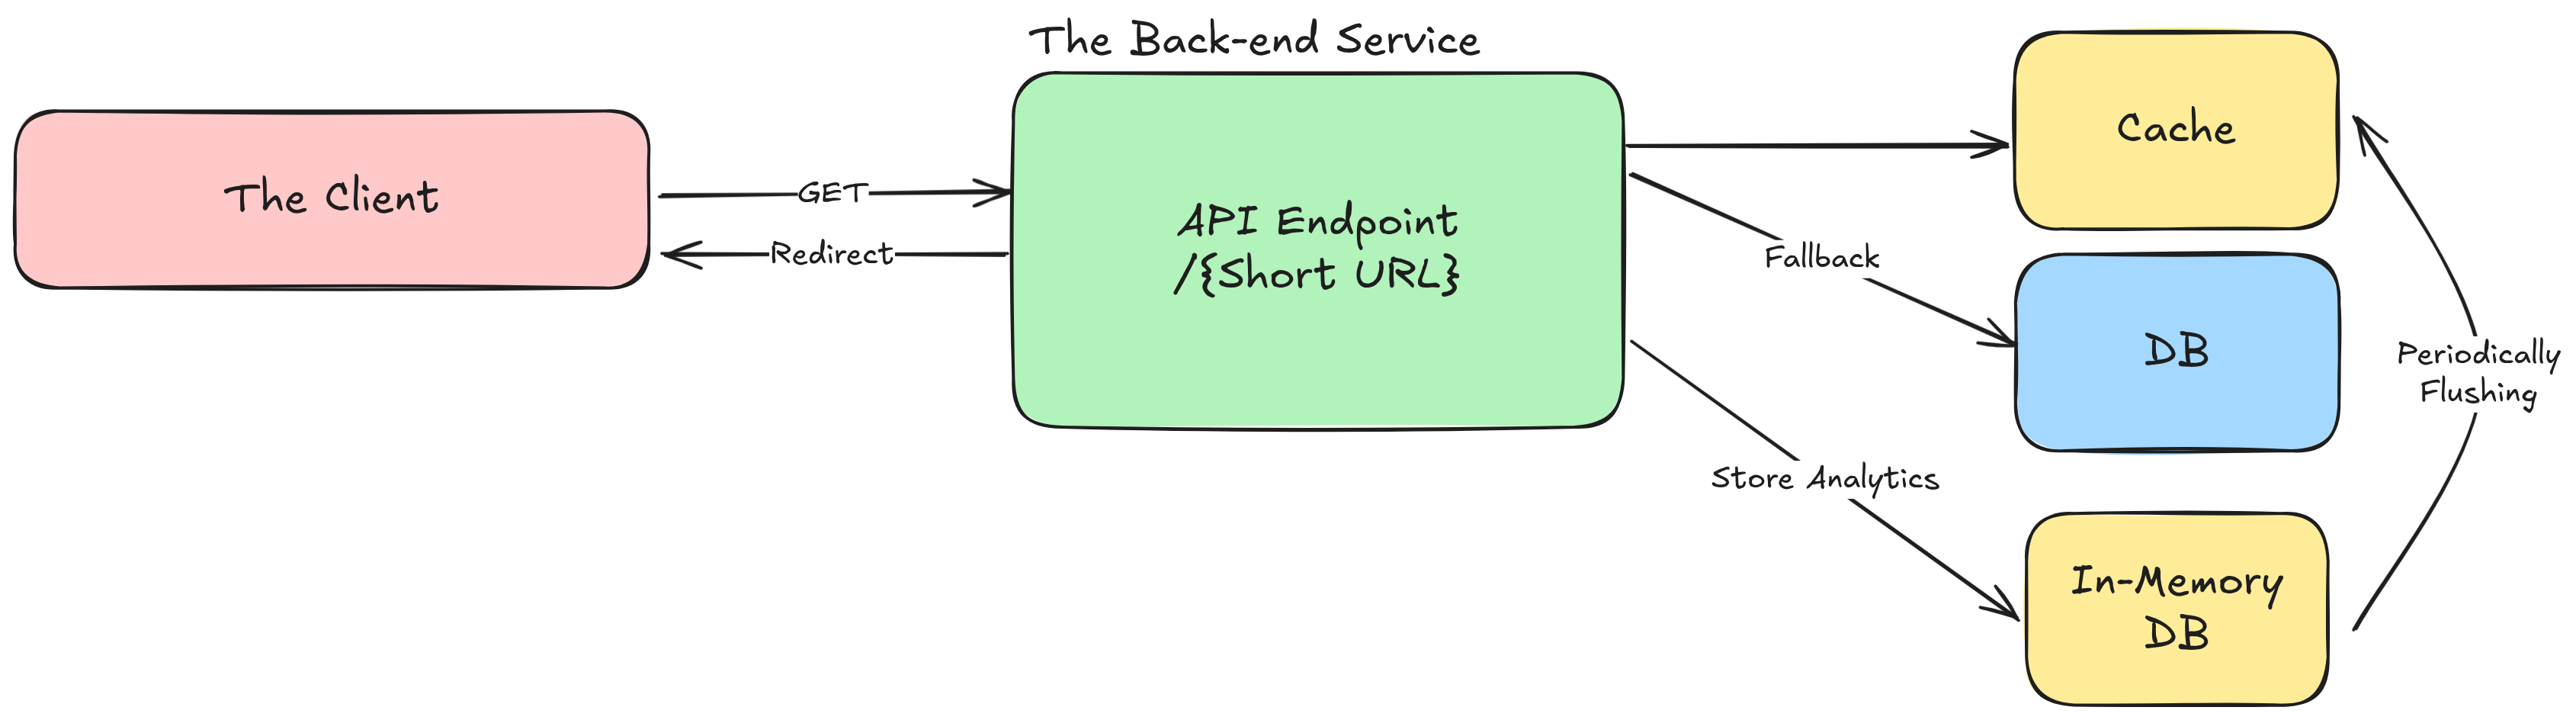 The Back-end Service
The Client
GET
Redirect
API Endpoint
/{Short URL}
Cache
Fallback
DB
Periodically
Flushing
Store Analytics
In-Memory
DB